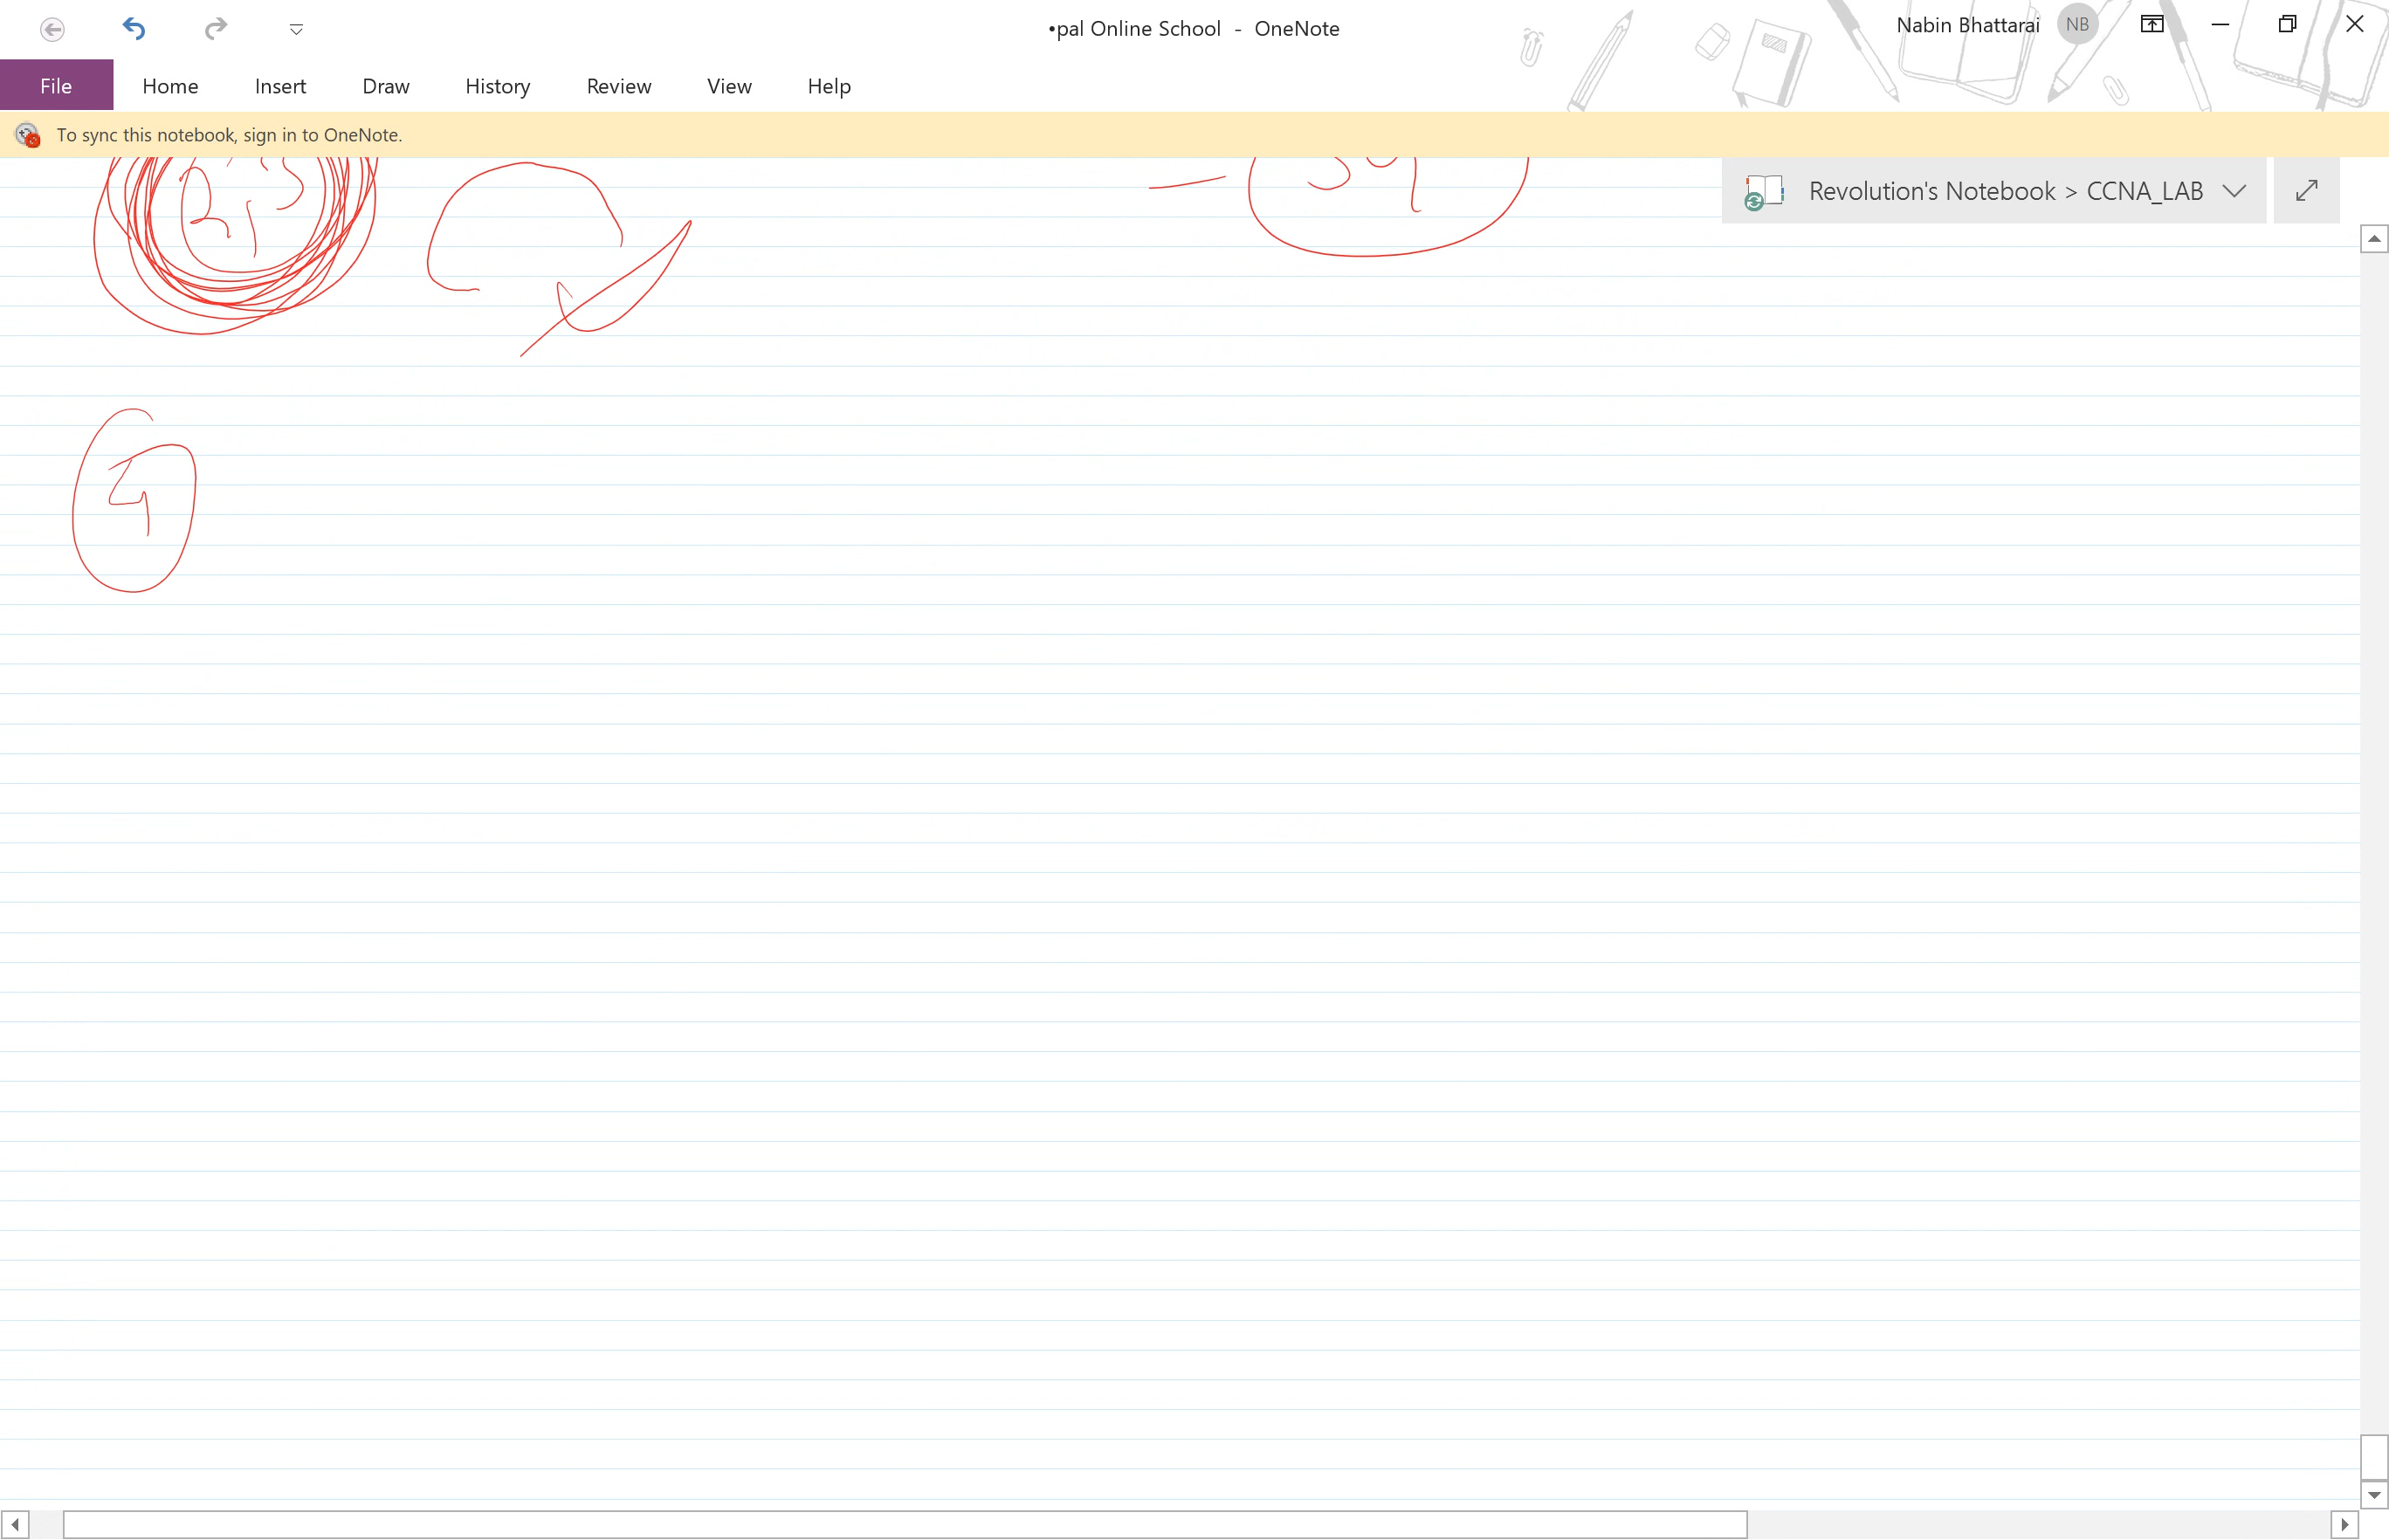 •pal Online School - OneNote
Nabin Bhattarai NB
File Home Insert Draw History Review View Help
To sync this notebook, sign in to OneNote.
Revolution's Notebook > CCNA_LAB
4